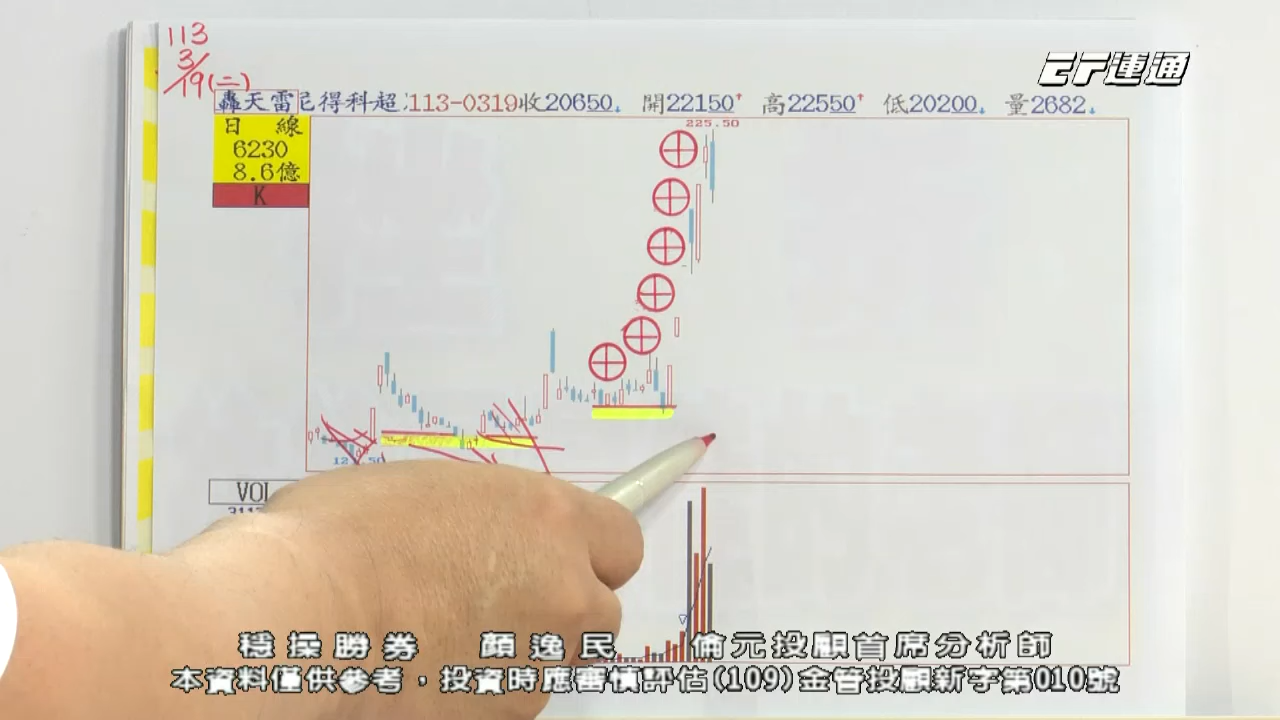 113
3/
19(二)
EF運通
轟天雷尼得科超 113-0319收20650 開22150 高22550 低20200 量2682
225.50
日 線
6230
8.6億
K
VOL
穩操勝券 顏逸民 倫元投顧首席分析師
本資料僅供參考，投資時應審慎評估(109)金管投顧新字第010號